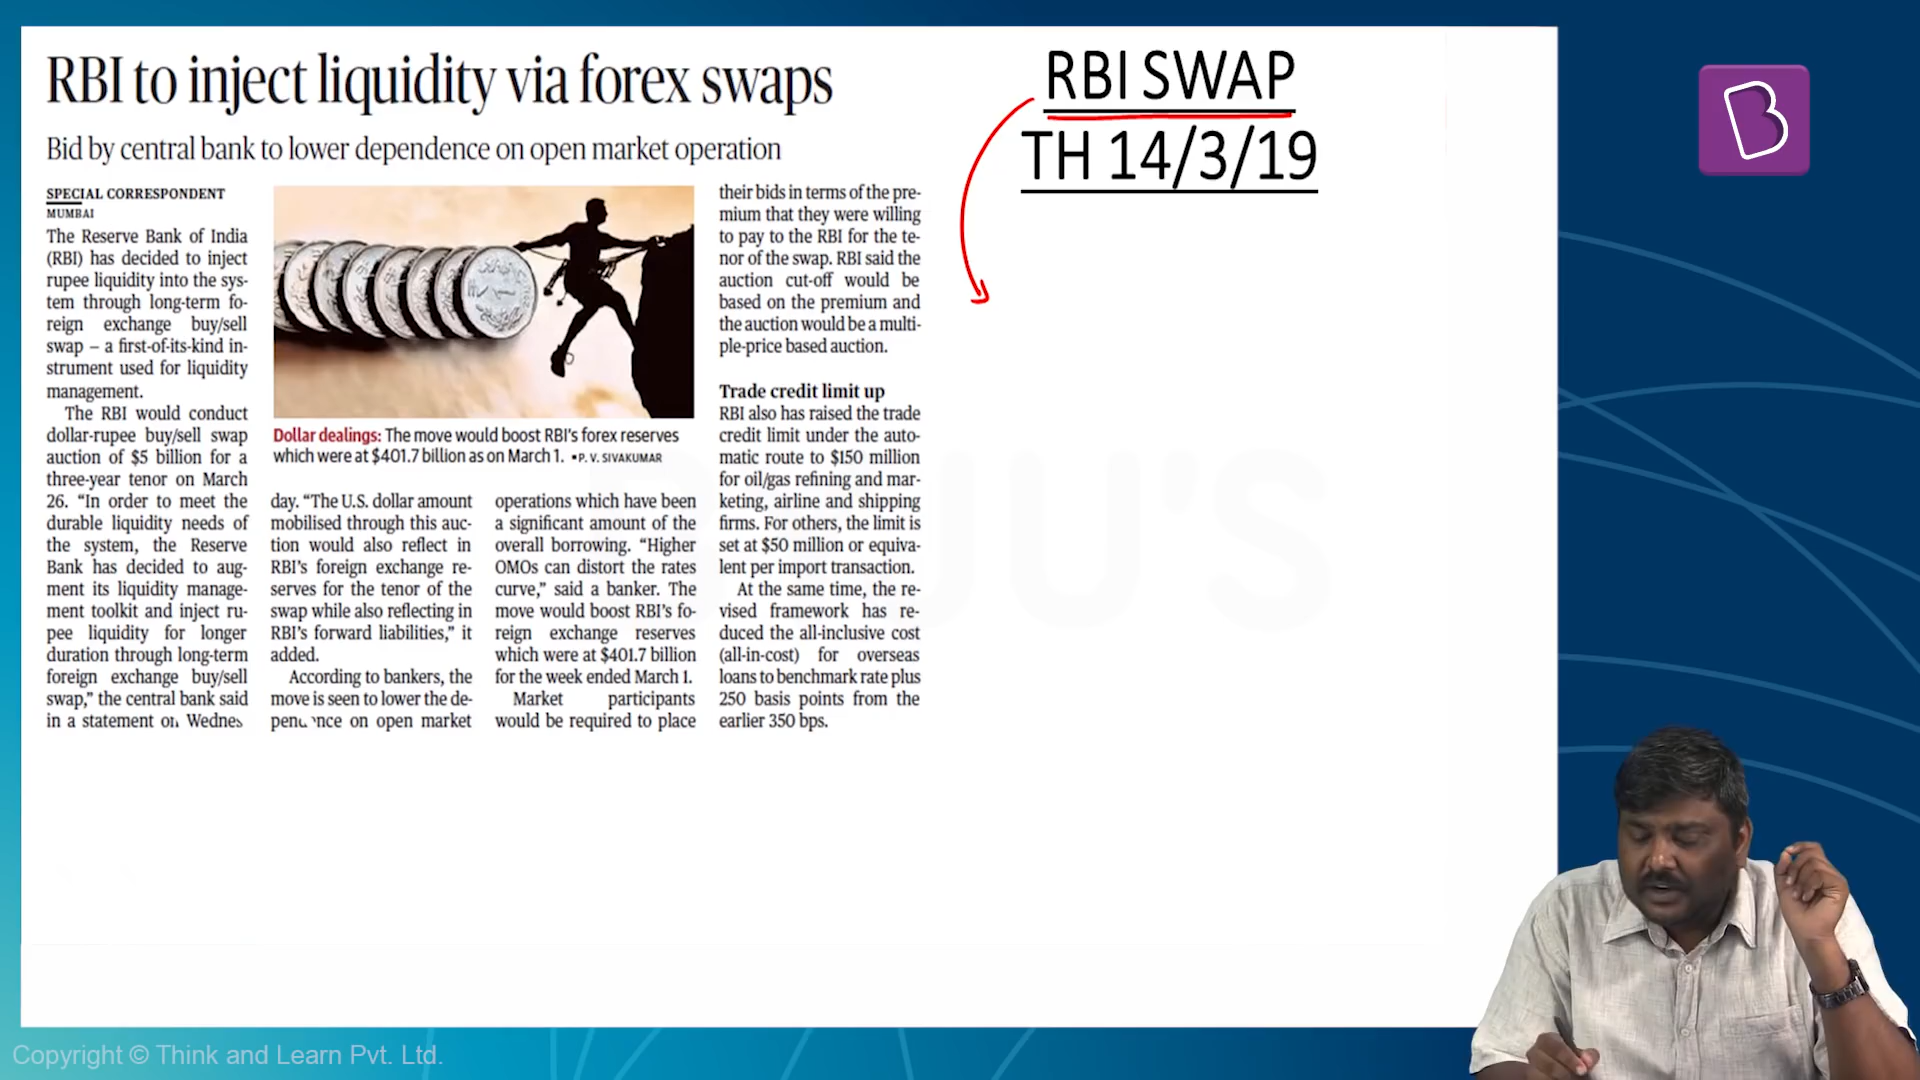 RBI to inject liquidity via forex swaps
Bid by central bank to lower dependence on open market operation
SPECIAL CORRESPONDENT
MUMBAI
The Reserve Bank of India
(RBI) has decided to inject
rupee liquidity into the sys-
tem through long-term fo-
reign exchange buy/sell
swap – a first-of-its-kind in-
strument used for liquidity
management.
The RBI would conduct
dollar-rupee buy/sell swap
auction of $5 billion for a
three-year tenor on March
26. “In order to meet the
durable liquidity needs of
the system, the Reserve
Bank has decided to aug-
ment its liquidity manage-
ment toolkit and inject ru-
pee liquidity for longer
duration through long-term
foreign exchange buy/sell
swap,” the central bank said
in a statement on Wednes
Dollar dealings: The move would boost RBI's forex reserves
which were at $401.7 billion as on March 1. •P. V. SIVAKUMAR
day. “The U.S. dollar amount
mobilised through this auc-
tion would also reflect in
RBI's foreign exchange re-
serves for the tenor of the
swap while also reflecting in
RBI's forward liabilities,” it
added.
According to bankers, the
move is seen to lower the de-
pendence on open market
operations which have been
a significant amount of the
overall borrowing. “Higher
OMOs can distort the rates
curve,” said a banker. The
move would boost RBI's fo-
reign exchange reserves
which were at $401.7 billion
for the week ended March 1.
Market participants
would be required to place
their bids in terms of the pre-
mium that they were willing
to pay to the RBI for the te-
nor of the swap. RBI said the
auction cut-off would be
based on the premium and
the auction would be a multi-
ple-price based auction.
Trade credit limit up
RBI also has raised the trade
credit limit under the auto-
matic route to $150 million
for oil/gas refining and mar-
keting, airline and shipping
firms. For others, the limit is
set at $50 million or equiva-
lent per import transaction.
At the same time, the re-
vised framework has re-
duced the all-inclusive cost
(all-in-cost) for overseas
loans to benchmark rate plus
250 basis points from the
earlier 350 bps.
RBI SWAP
TH 14/3/19
BYJU'S
Copyright © Think and Learn Pvt. Ltd.